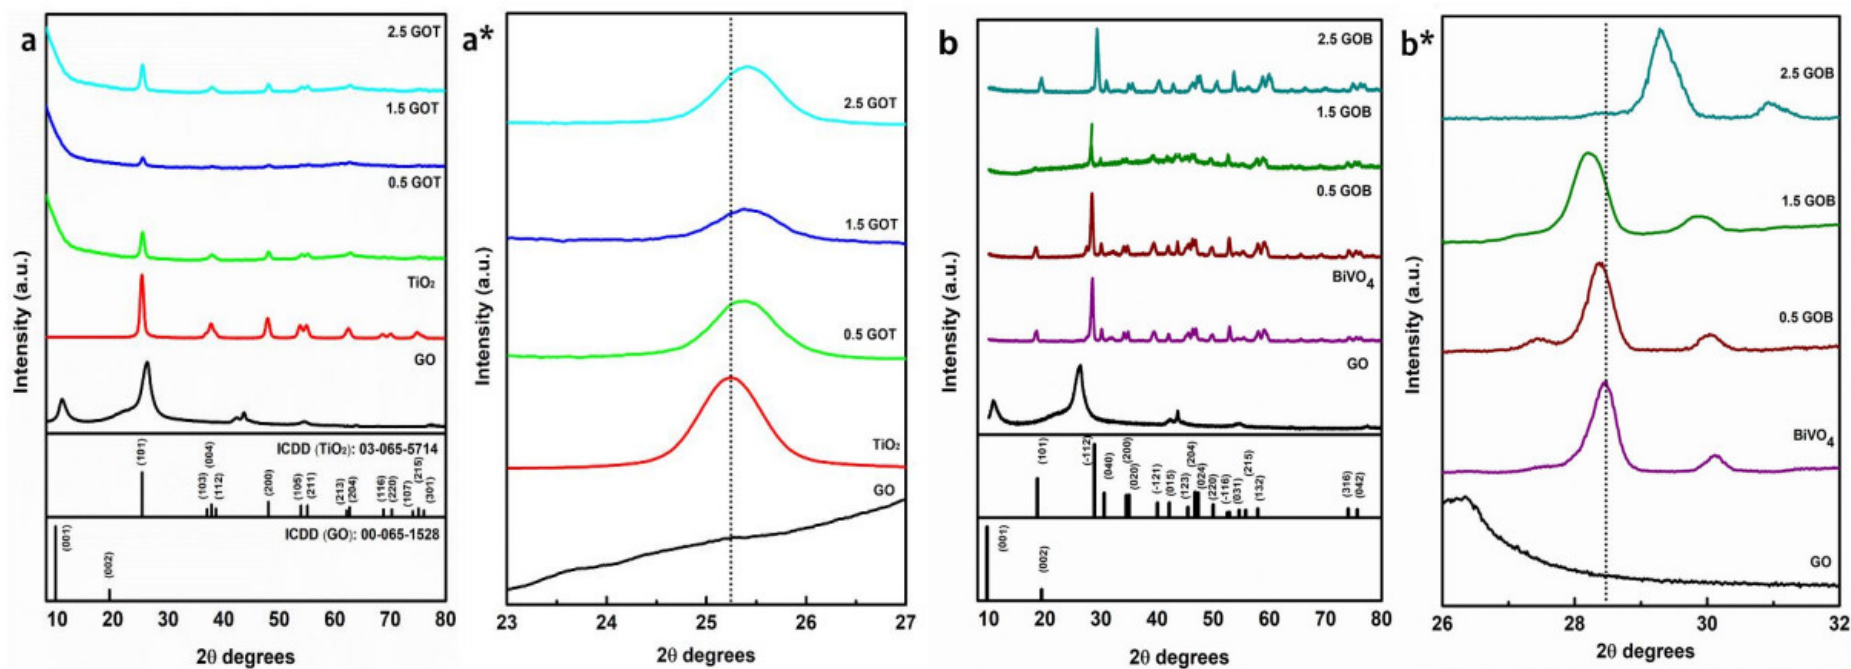 a
2.5 GOT
1.5 GOT
0.5 GOT
TiO₂
GO
ICDD (TiO₂): 03-065-5714
(101)
(103)
(004)
(112)
(200)
(105)
(211)
(213)
(204)
(116)
(220)
(107)
(215)
(301)
ICDD (GO): 00-065-1528
(001)
(002)
10 20 30 40 50 60 70 80
2θ degrees
Intensity (a.u.)
a*
2.5 GOT
1.5 GOT
0.5 GOT
TiO₂
GO
23 24 25 26 27
2θ degrees
Intensity (a.u.)
b
2.5 GOB
1.5 GOB
0.5 GOB
BiVO₄
GO
(101)
(-112)
(040)
(200)
(020)
(-121)
(015)
(123)
(204)
(024)
(220)
(-116)
(031)
(215)
(132)
(316)
(042)
(001)
(002)
10 20 30 40 50 60 70 80
2θ degrees
Intensity (a.u.)
b*
2.5 GOB
1.5 GOB
0.5 GOB
BiVO₄
GO
26 28 30 32
2θ degrees
Intensity (a.u.)